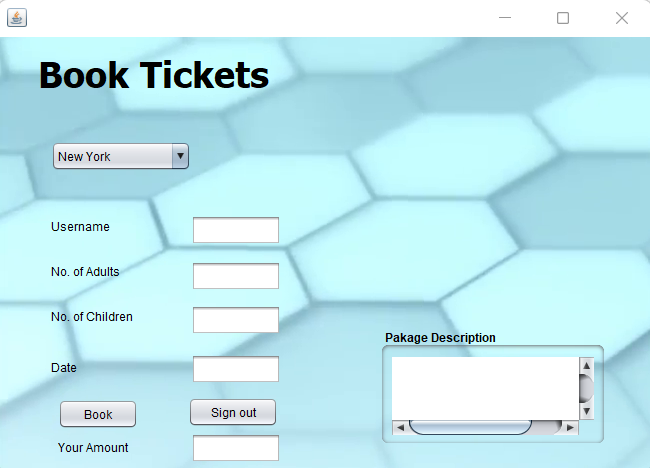 Book Tickets
New York
Username
No. of Adults
No. of Children
Pakage Description
Date
Book
Sign out
Your Amount